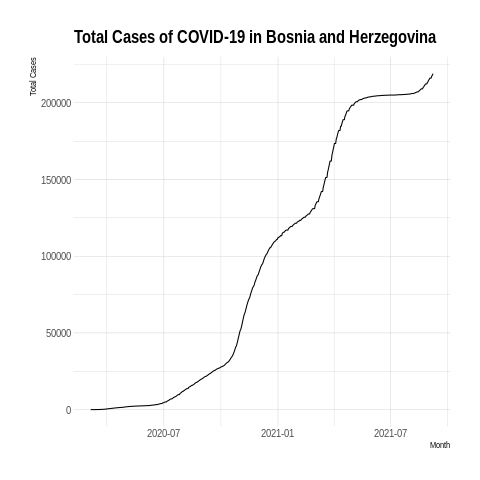 Total Cases of COVID-19 in Bosnia and Herzegovina
Total Cases
200000
150000
100000
50000
0
2020-07
2021-01
2021-07
Month